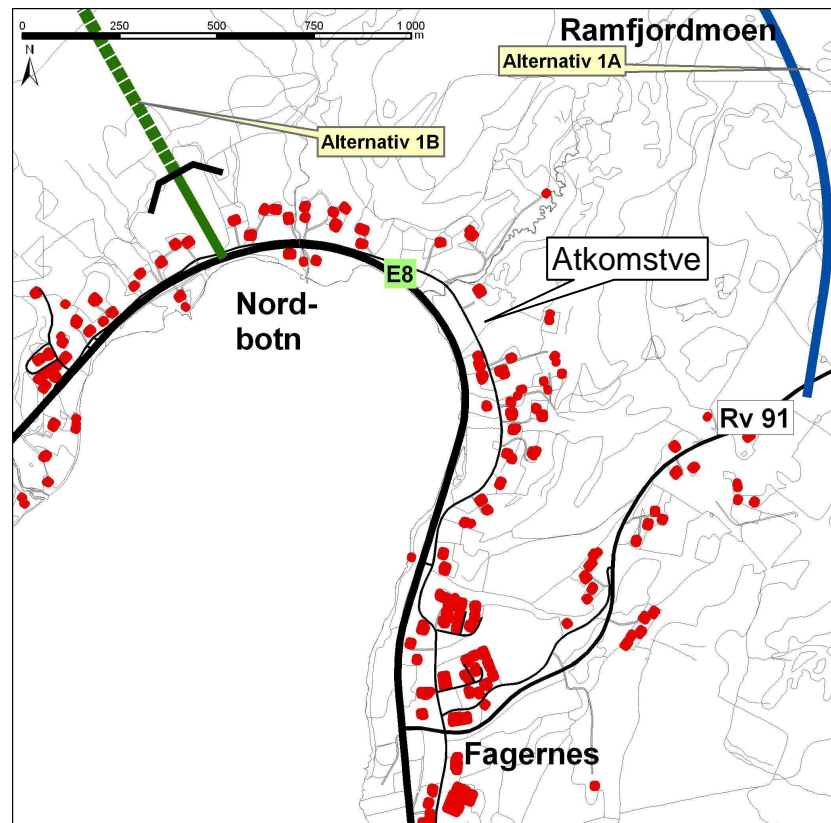 0 250 500 750 1 000
m
N
Ramfjordmoen
Alternativ 1A
Alternativ 1B
Atkomstve
E8
Nord-
botn
Rv 91
Fagernes